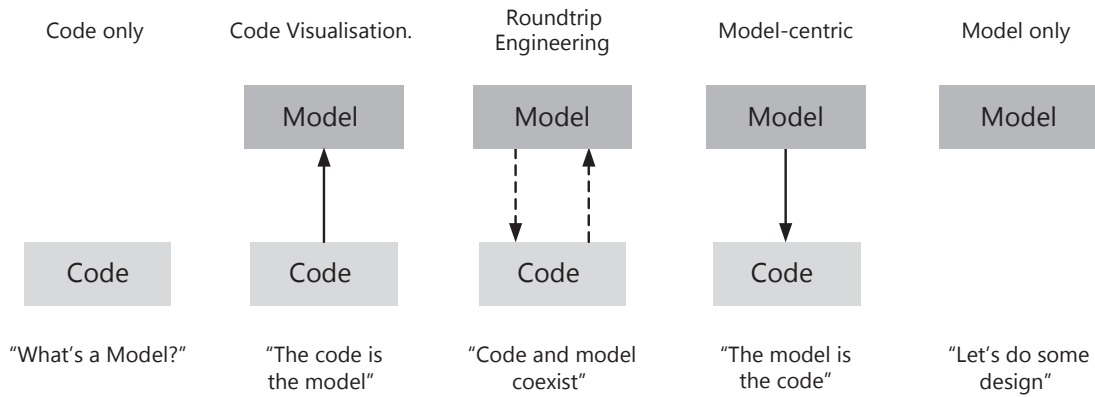 Code only
Code Visualisation.
Roundtrip
Engineering
Model-centric
Model only
Model
Model
Model
Model
Code
Code
Code
Code
“What’s a Model?”
“The code is
the model”
“Code and model
coexist”
“The model is
the code”
“Let’s do some
design”